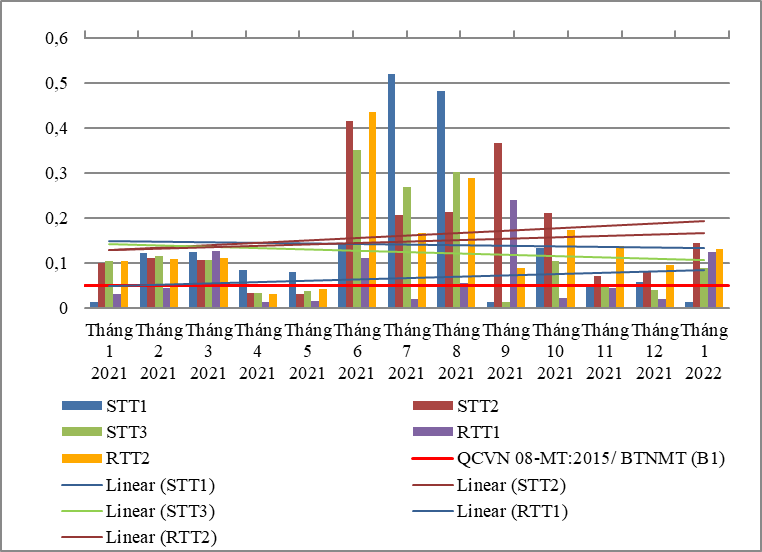 0,6
0,5
0,4
0,3
0,2
0,1
0
Tháng Tháng Tháng Tháng Tháng Tháng Tháng Tháng Tháng Tháng Tháng Tháng Tháng
1 2 3 4 5 6 7 8 9 10 11 12 1
2021 2021 2021 2021 2021 2021 2021 2021 2021 2021 2021 2021 2022
STT1 STT2
STT3 RTT1
RTT2 QCVN 08-MT:2015/ BTNMT (B1)
Linear (STT1) Linear (STT2)
Linear (STT3) Linear (RTT1)
Linear (RTT2)